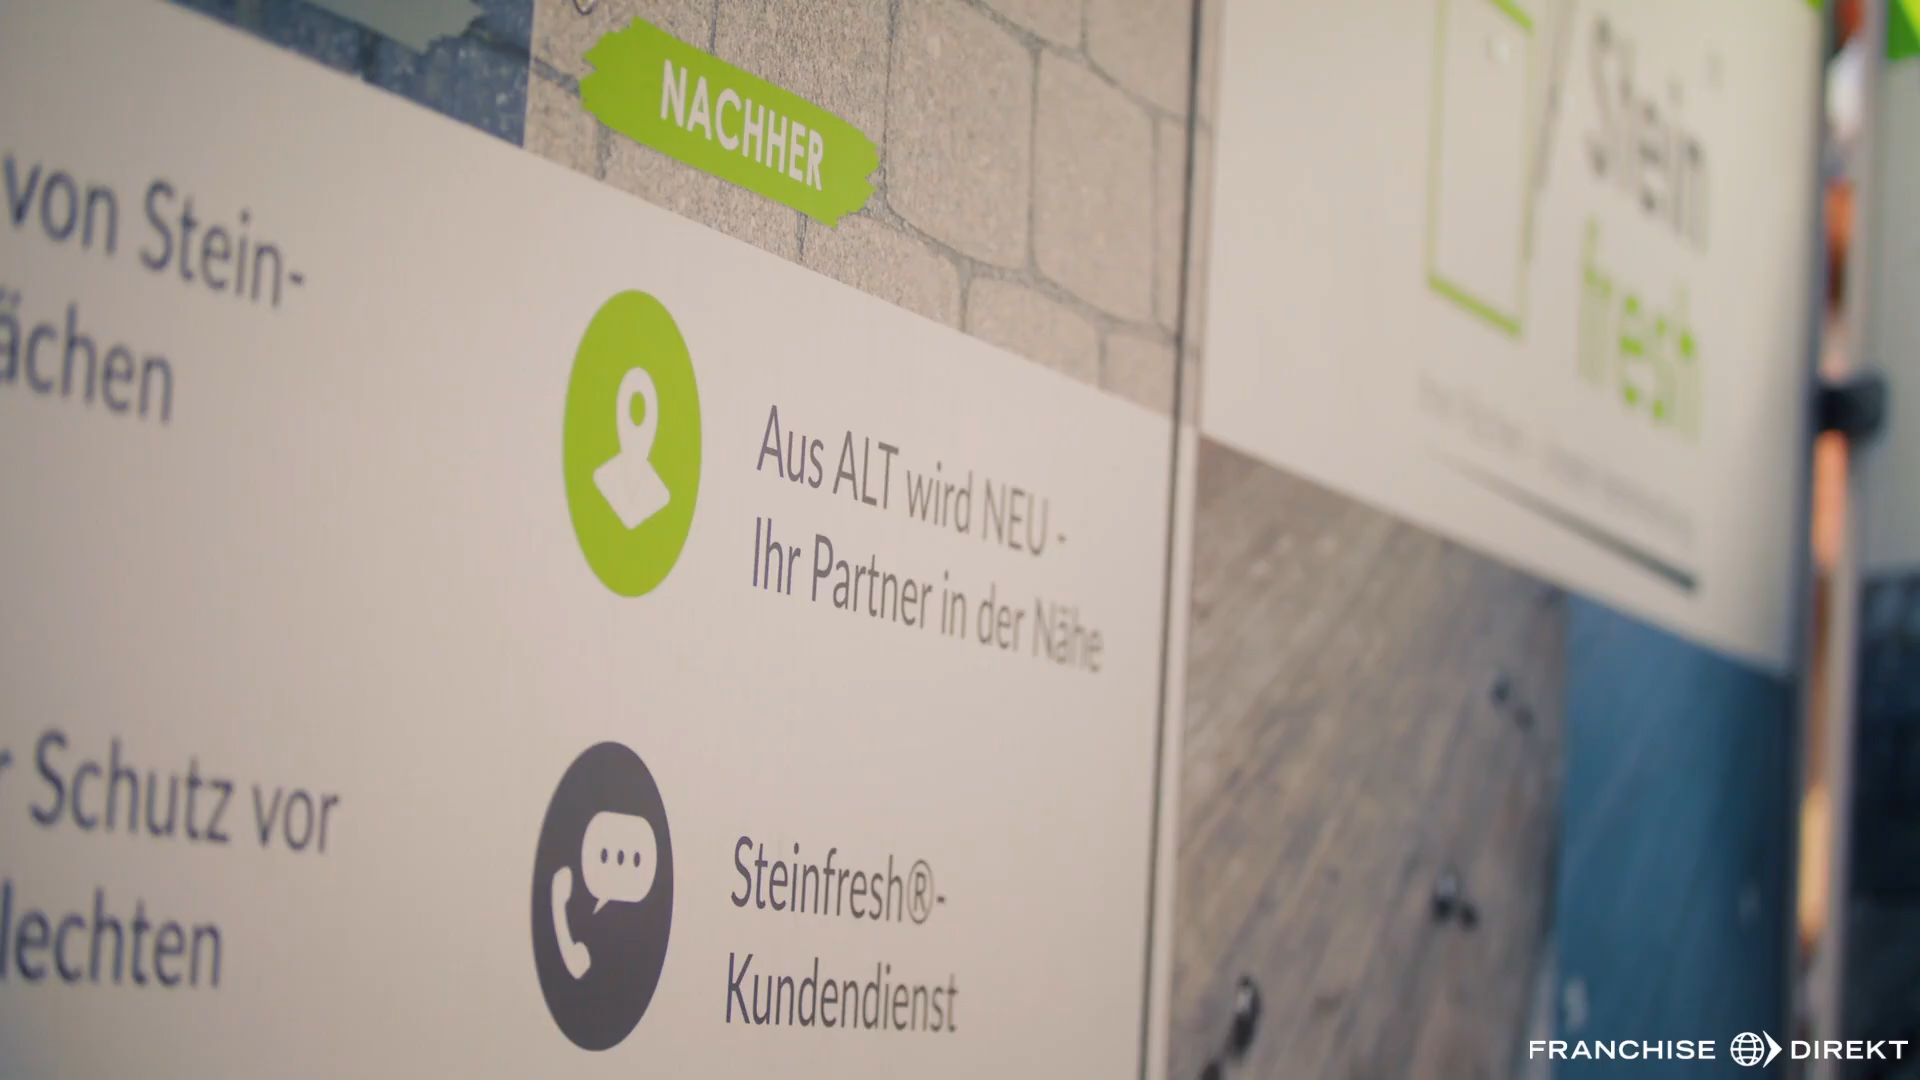 NACHHER
von Stein-
ächen
Aus ALT wird NEU -
Ihr Partner in der Nähe
Schutz vor
lechten
Steinfresh®-
Kundendienst
Stein
fresh
FRANCHISE DIREKT